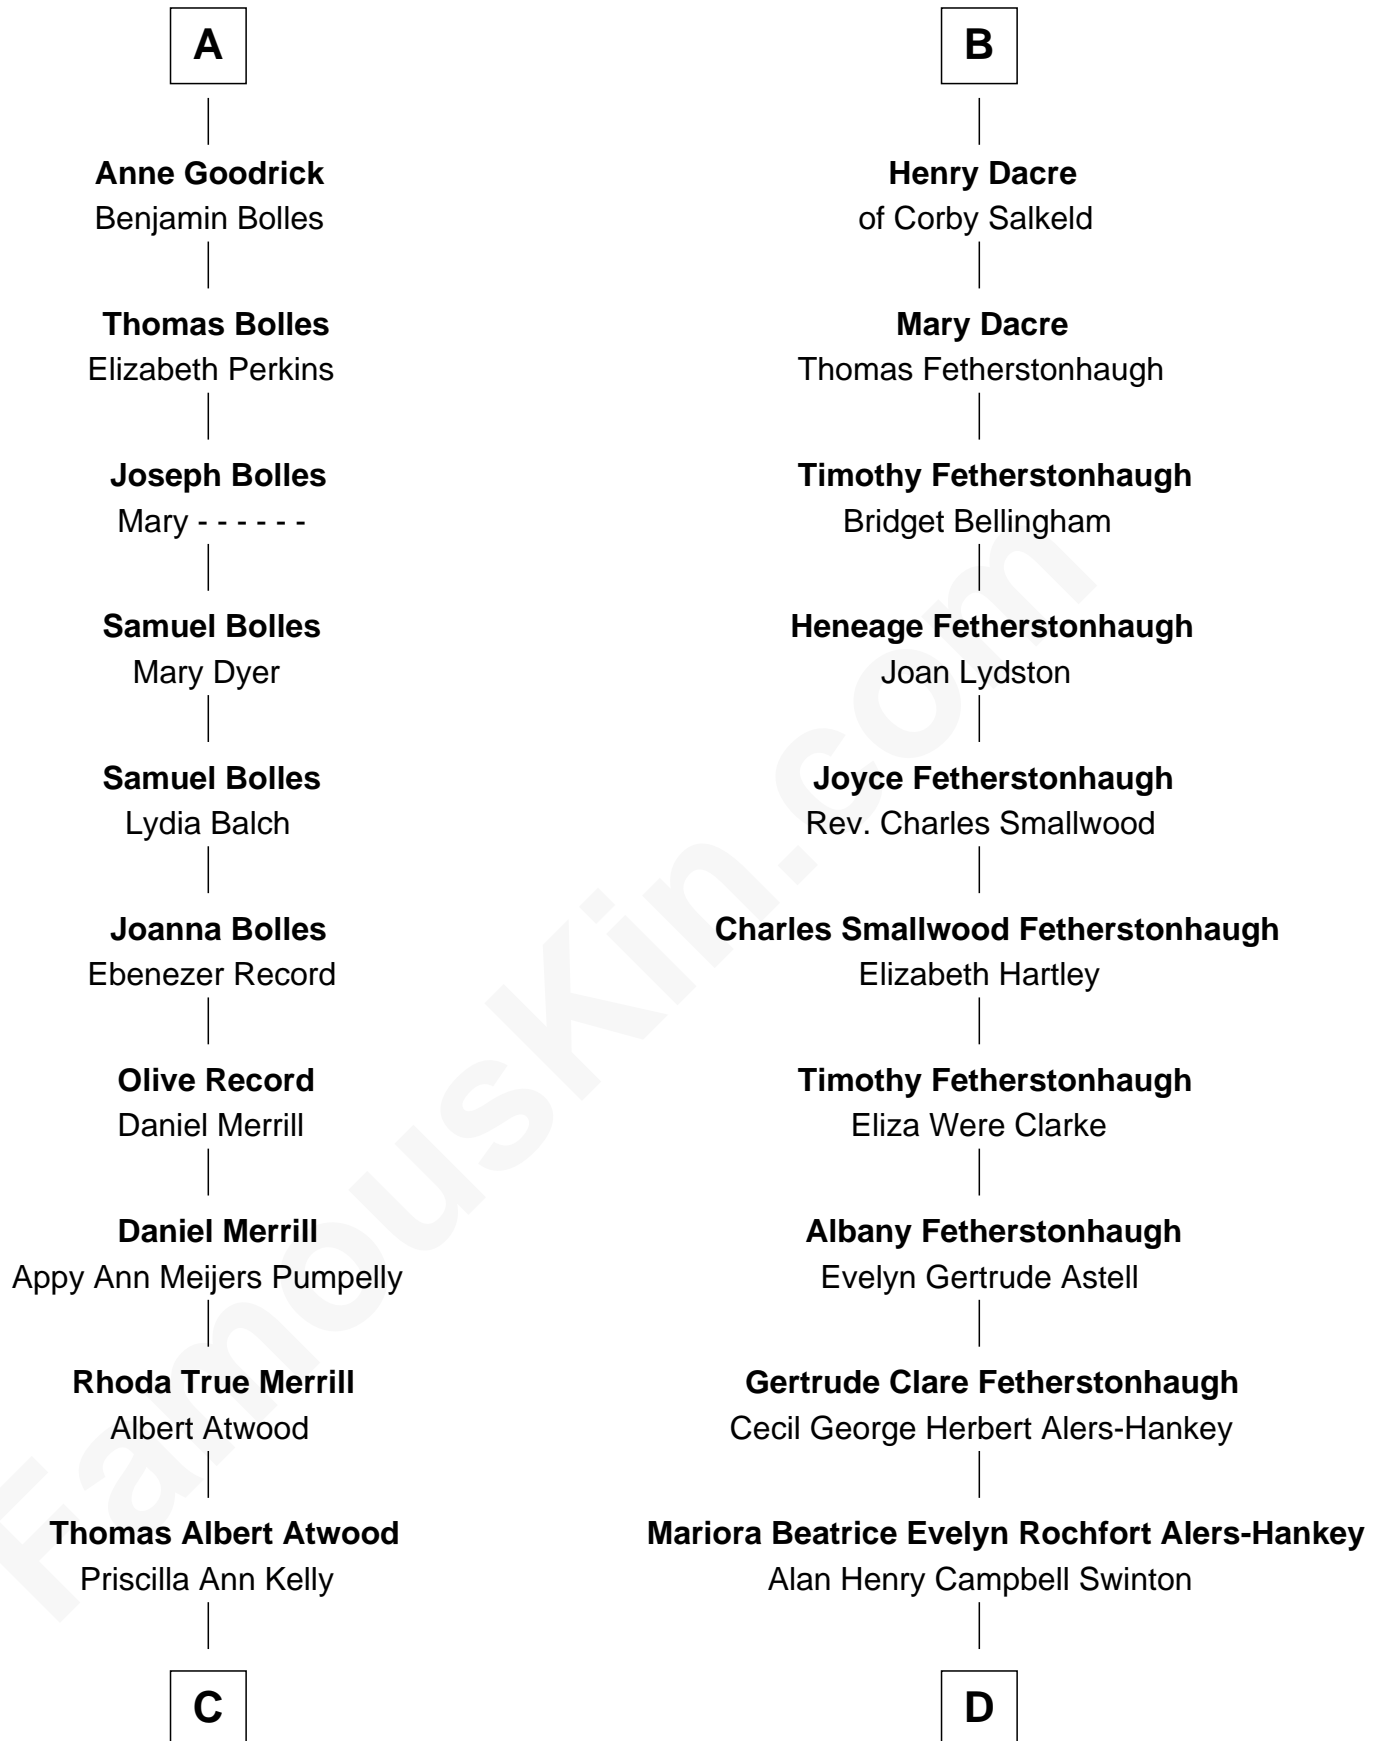 A
Anne Goodrick
Benjamin Bolles
Thomas Bolles
Elizabeth Perkins
Joseph Bolles
Mary - - - - - -
Samuel Bolles
Mary Dyer
Samuel Bolles
Lydia Balch
Joanna Bolles
Ebenezer Record
Olive Record
Daniel Merrill
Daniel Merrill
Appy Ann Meijers Pumpelly
Rhoda True Merrill
Albert Atwood
Thomas Albert Atwood
Priscilla Ann Kelly
C
B
Henry Dacre
of Corby Salkeld
Mary Dacre
Thomas Fetherstonhaugh
Timothy Fetherstonhaugh
Bridget Bellingham
Heneage Fetherstonhaugh
Joan Lydston
Joyce Fetherstonhaugh
Rev. Charles Smallwood
Charles Smallwood Fetherstonhaugh
Elizabeth Hartley
Timothy Fetherstonhaugh
Eliza Were Clarke
Albany Fetherstonhaugh
Evelyn Gertrude Astell
Gertrude Clare Fetherstonhaugh
Cecil George Herbert Alers-Hankey
Mariora Beatrice Evelyn Rochfort Alers-Hankey
Alan Henry Campbell Swinton
D
FamousKin.com